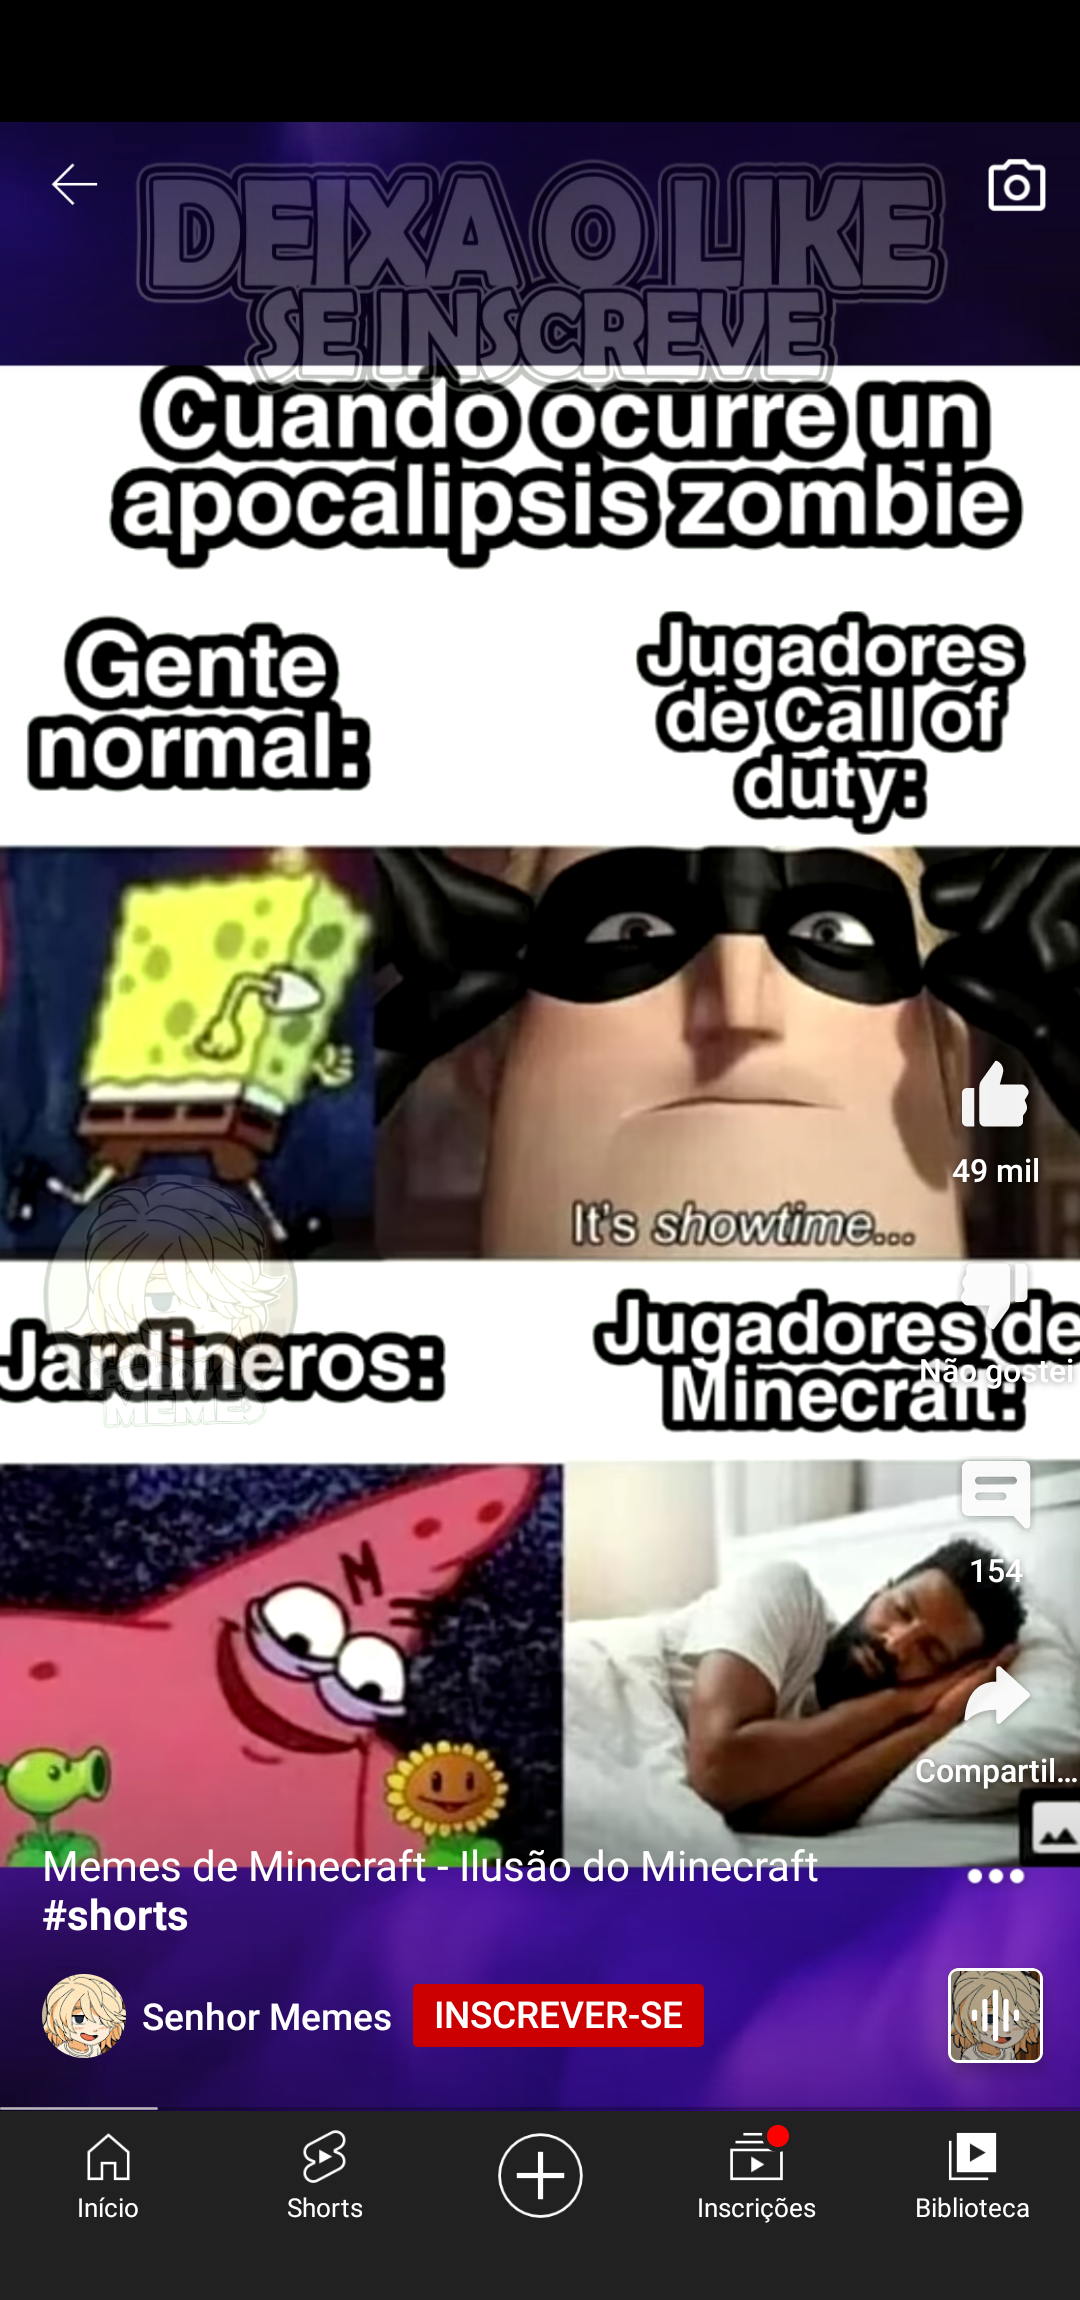 DEIXA O LIKE
SE INSCREVE
Cuando ocurre un
apocalipsis zombie
Gente
normal:
Jugadores
de Call of
duty:
It's showtime...
49 mil
Jardineros:
Jugadores de
Minecraft:
Não gostei
MEMES
154
Compartil...
Memes de Minecraft - Ilusão do Minecraft
#shorts
Senhor Memes
INSCREVER-SE
Início
Shorts
Inscrições
Biblioteca